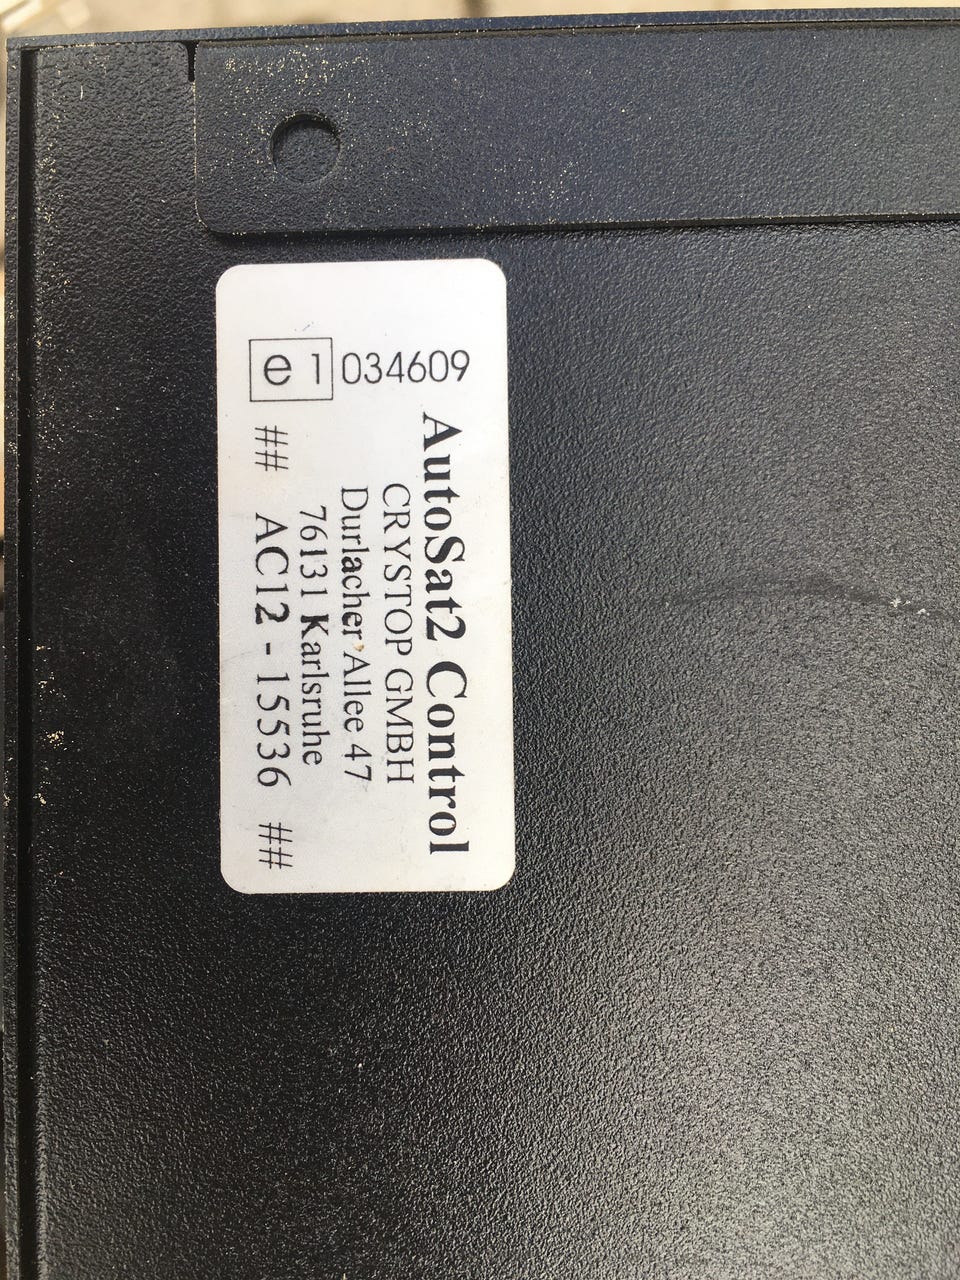 e 1 034609
AutoSat2 Control
CRYSTOP GMBH
Durlacher Allee 47
76131 Karlsruhe
## AC12 - 15536 ##